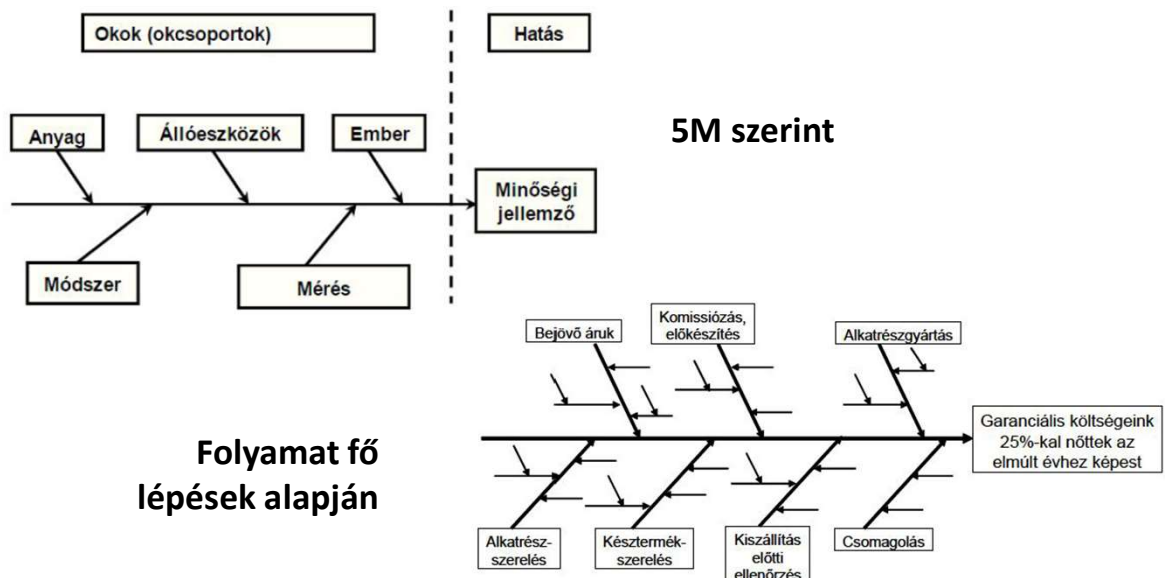 Okok (okcsoportok)
Hatás
Anyag
Állóeszközök
Ember
5M szerint
Minőségi
jellemző
Módszer
Mérés
Bejövő áruk
Komissiózás,
előkészítés
Alkatrészgyártás
Garanciális költségeink
25%-kal nőttek az
elmúlt évhez képest
Folyamat fő
lépések alapján
Alkatrész-
szerelés
Késztermék-
szerelés
Kiszállítás
előtti
ellenőrzés
Csomagolás